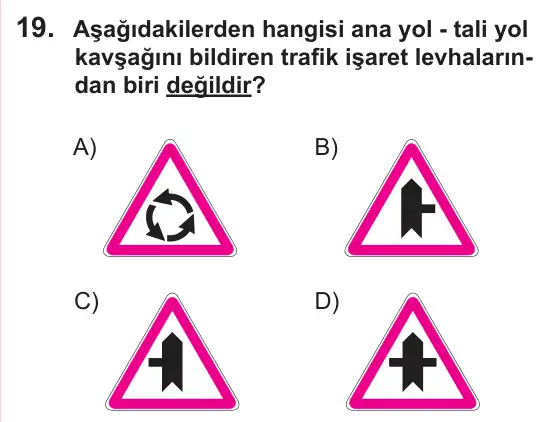 19. Aşağıdakilerden hangisi ana yol - tali yol
kavşağını bildiren trafik işaret levhaların-
dan biri değildir?
A)
B)
C)
D)